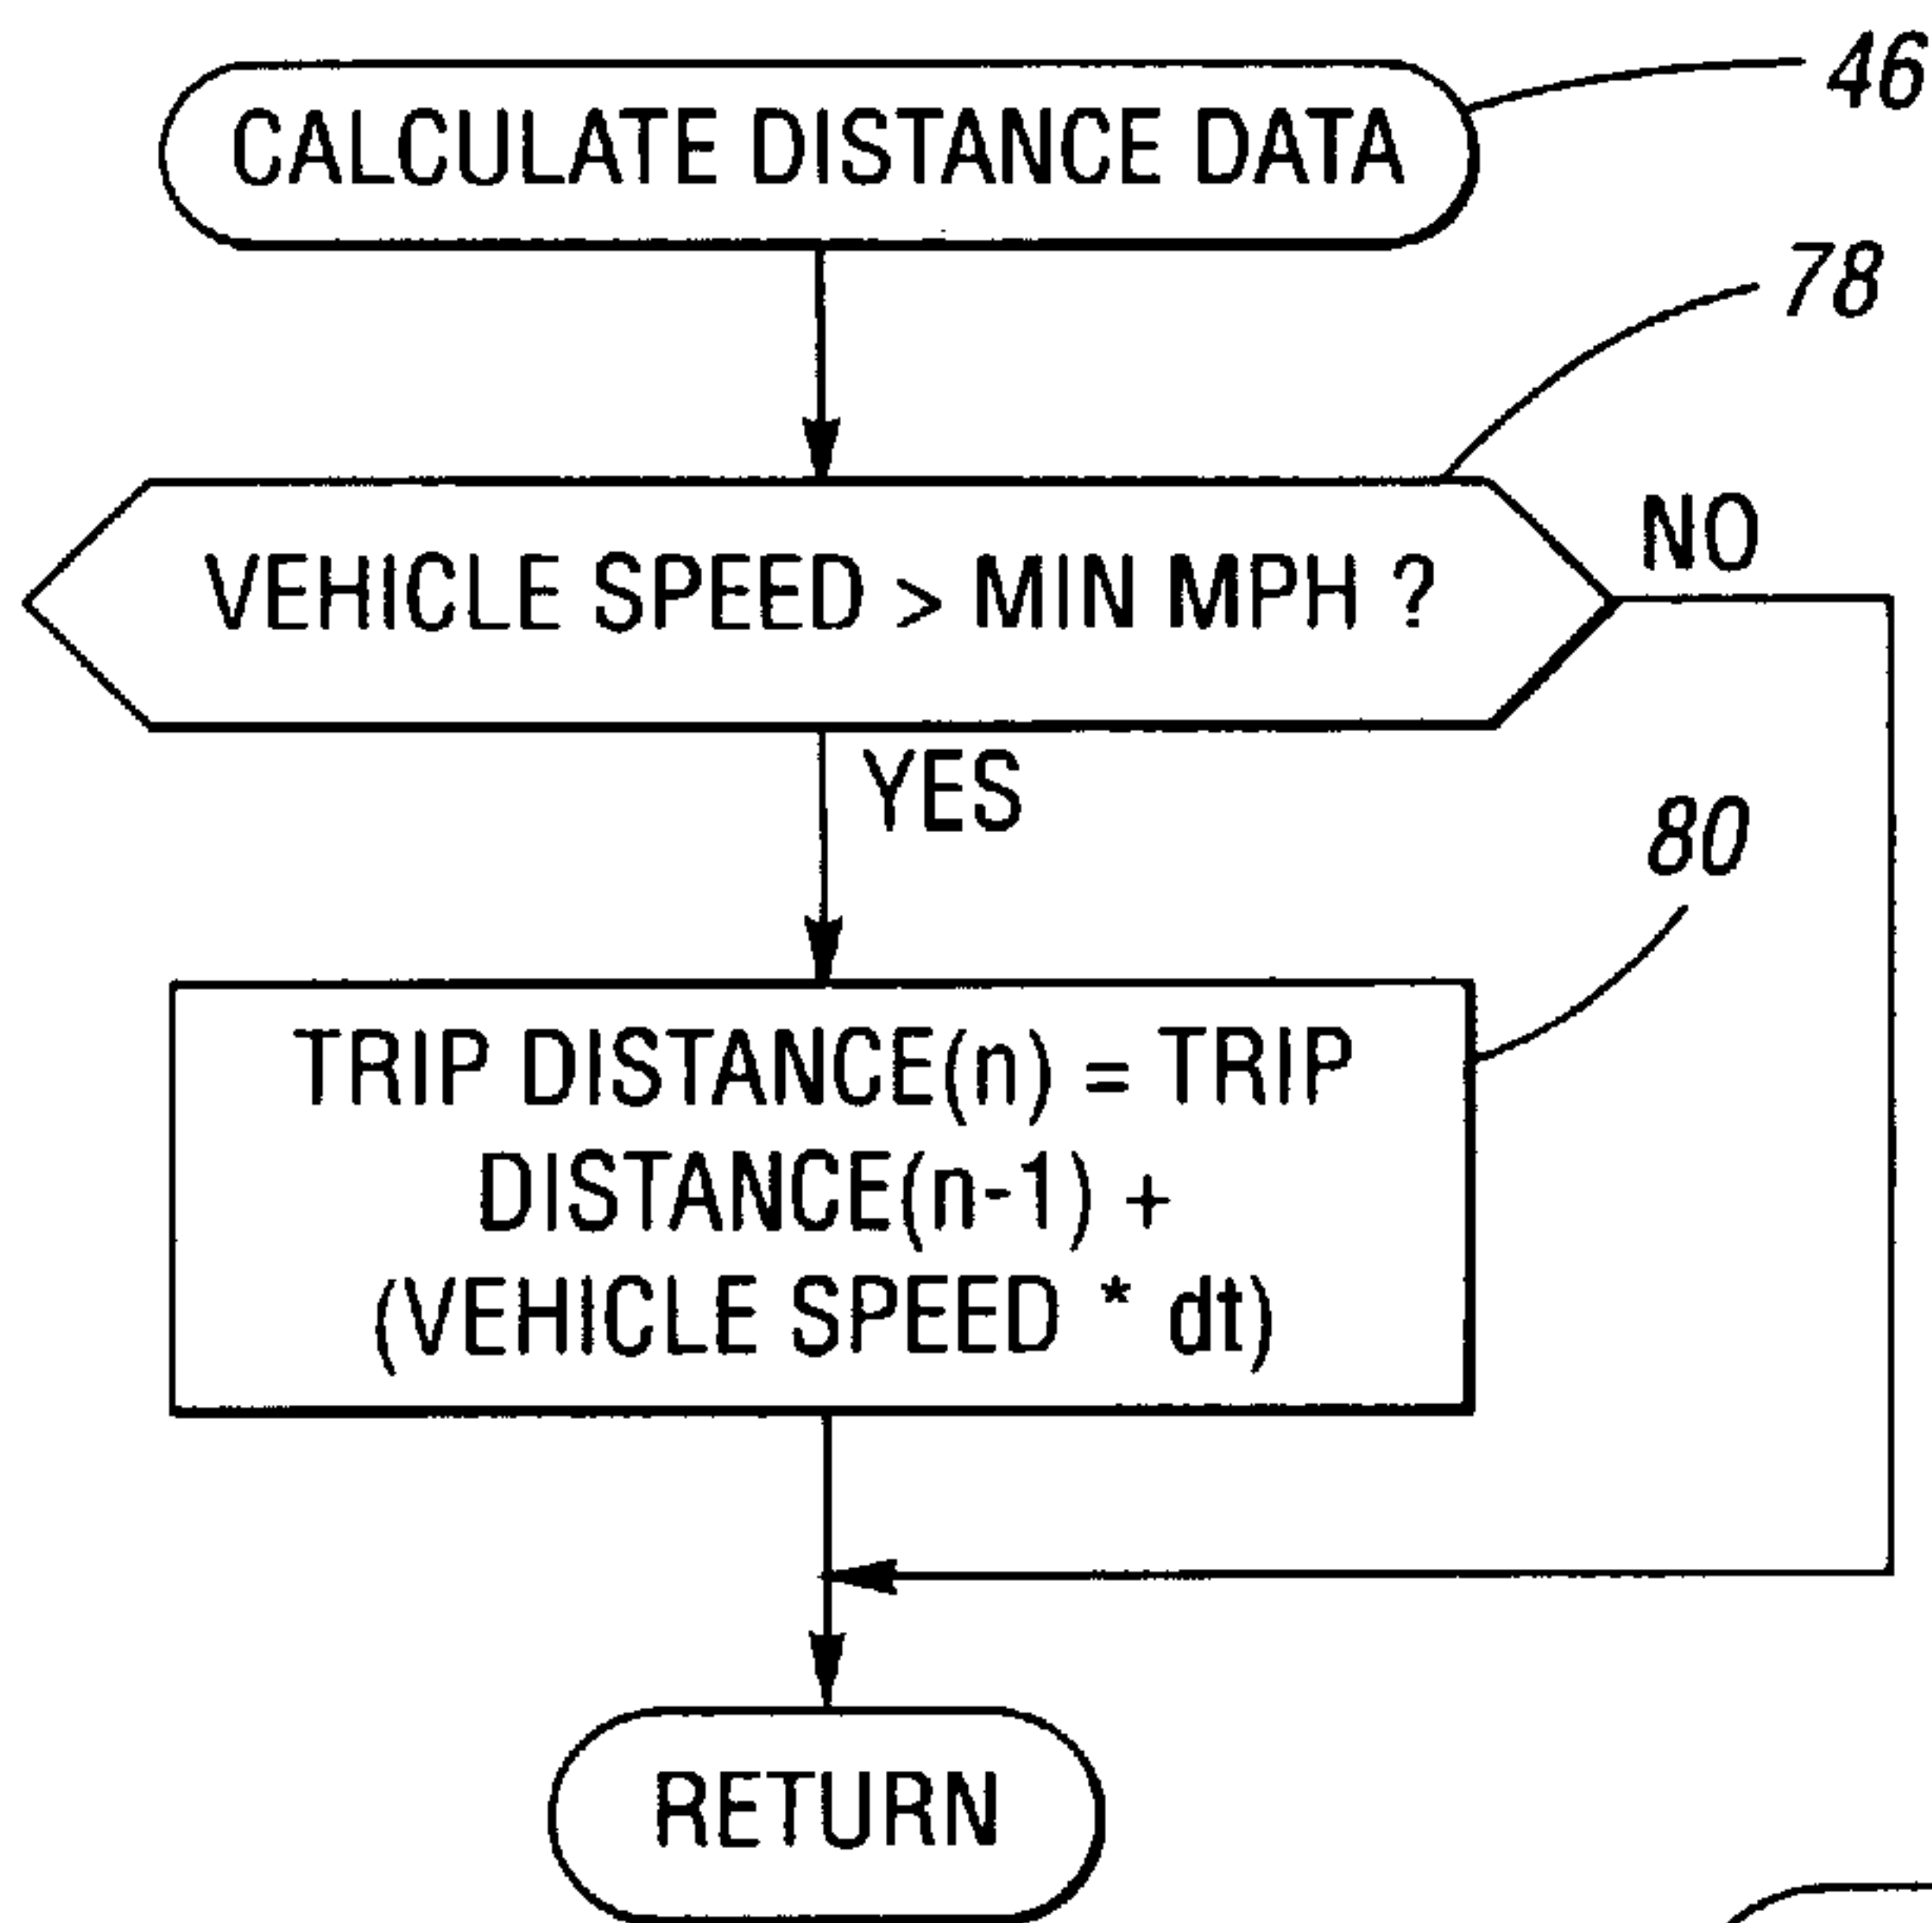 CALCULATE DISTANCE DATA
46
78
VEHICLE SPEED > MIN MPH ?
NO
YES
80
TRIP DISTANCE(n) = TRIP
DISTANCE(n-1) +
(VEHICLE SPEED * dt)
RETURN